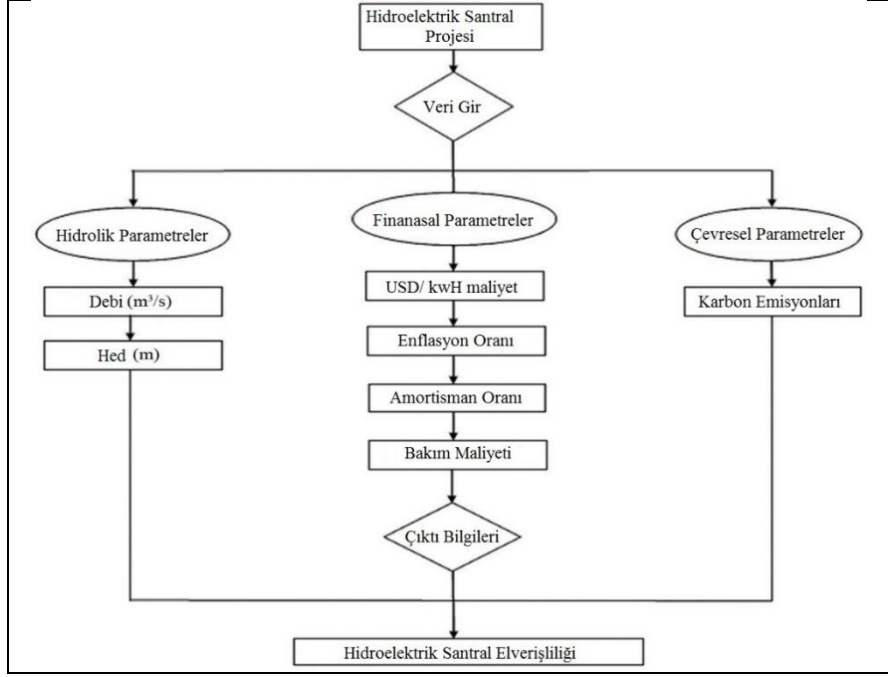 Hidroelektrik Santral
Projesi
Veri Gir
Hidrolik Parametreler
Finanasal Parametreler
Çevresel Parametreler
Debi (m³/s)
USD/ kwH maliyet
Karbon Emisyonları
Hed (m)
Enflasyon Oranı
Amortisman Oranı
Bakım Maliyeti
Çıktı Bilgileri
Hidroelektrik Santral Elverişliliği